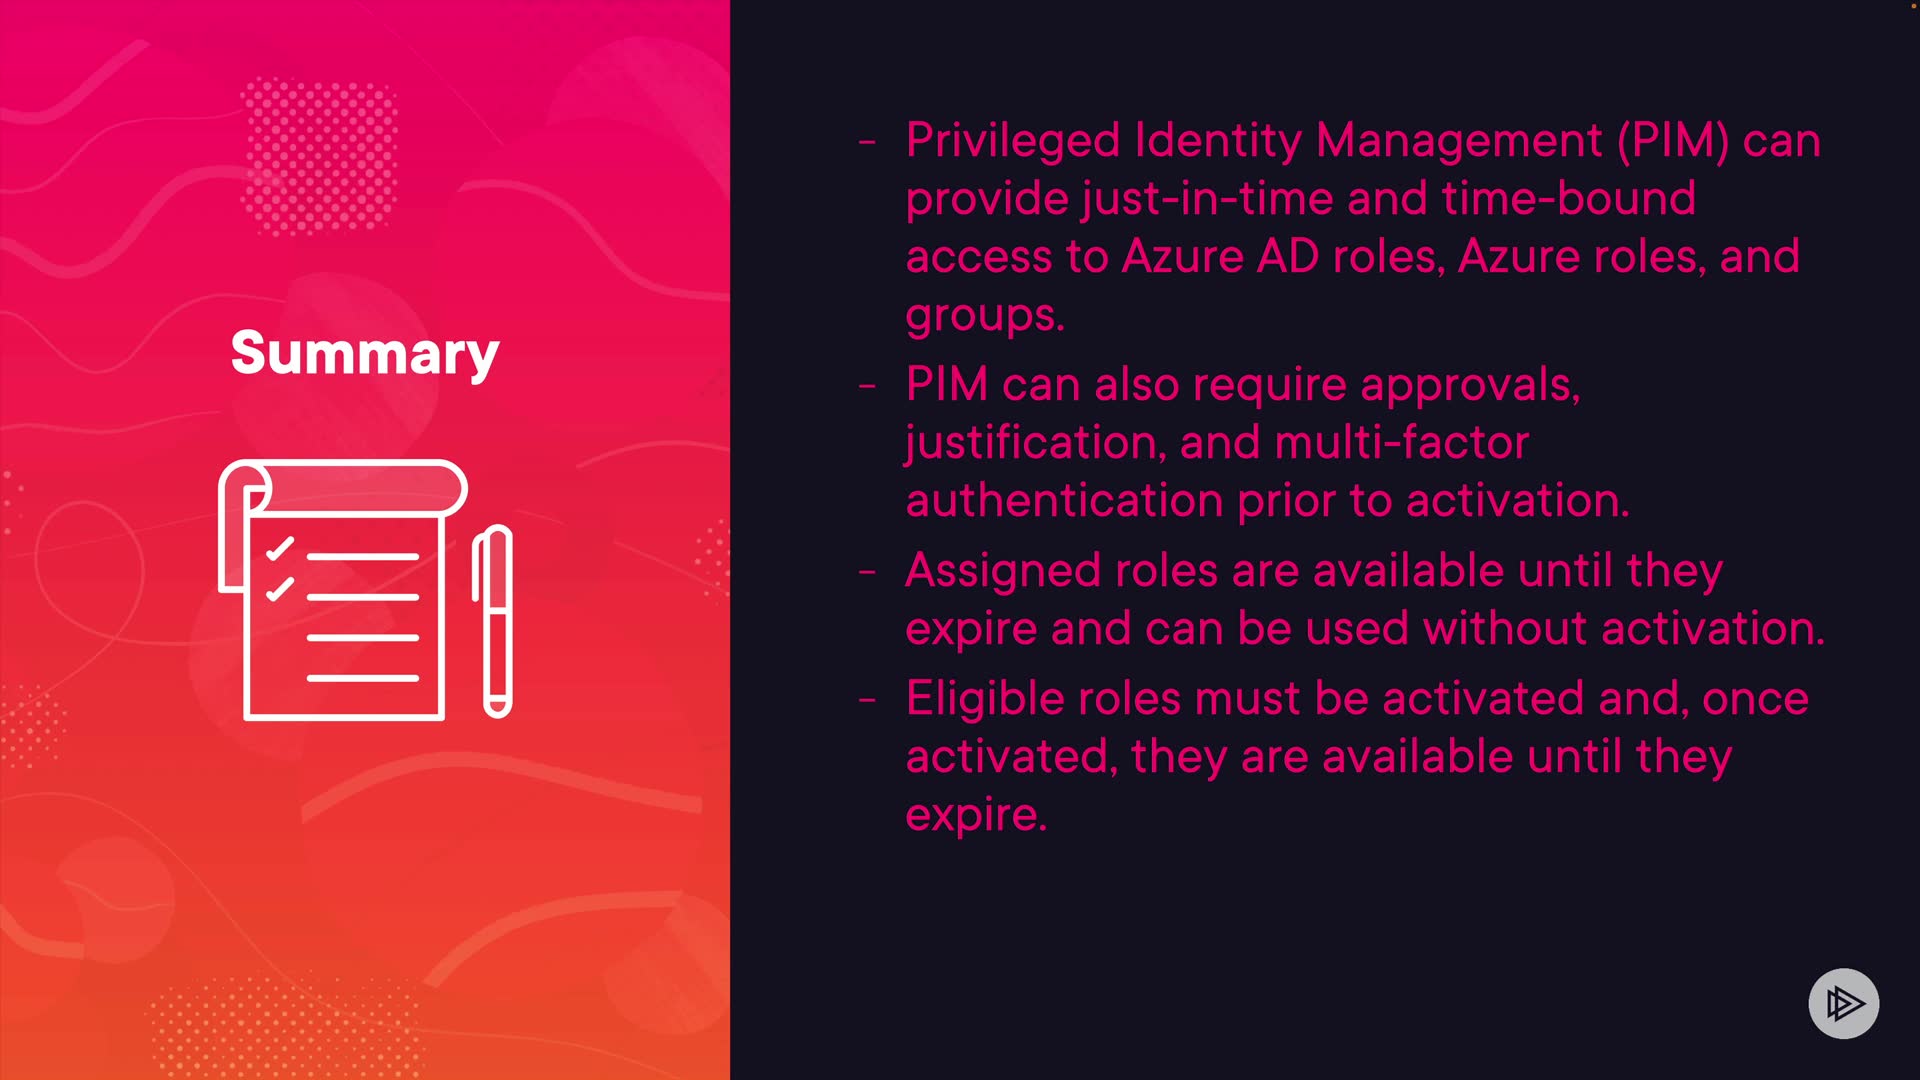 Summary
- Privileged Identity Management (PIM) can
provide just-in-time and time-bound
access to Azure AD roles, Azure roles, and
groups.
- PIM can also require approvals,
justification, and multi-factor
authentication prior to activation.
- Assigned roles are available until they
expire and can be used without activation.
- Eligible roles must be activated and, once
activated, they are available until they
expire.